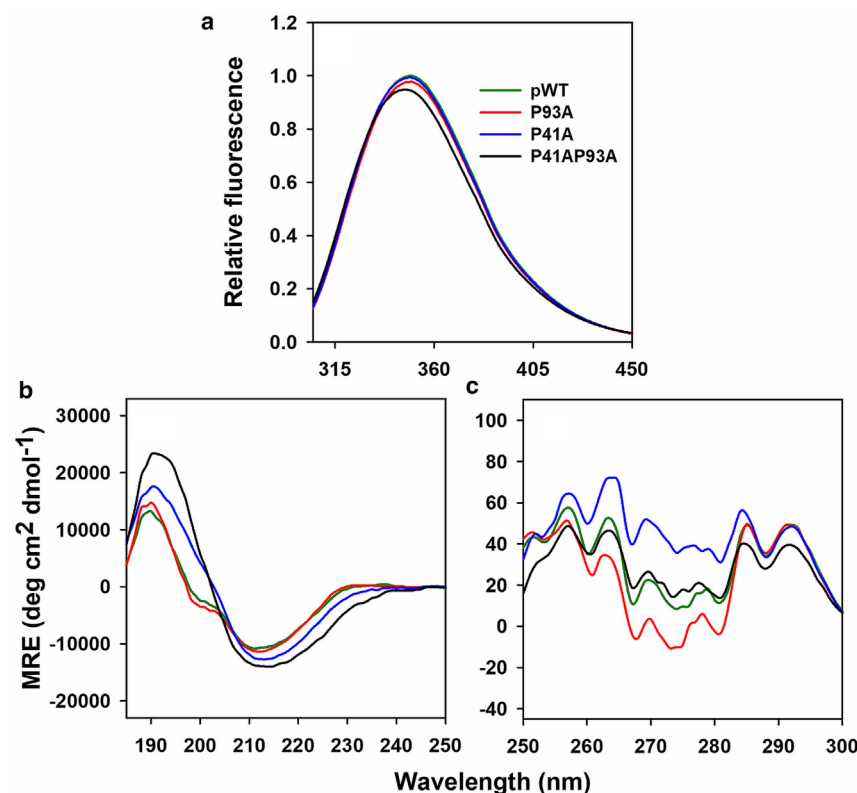 a
Relative fluorescence
1.2
1.0
0.8
0.6
0.4
0.2
0.0
315 360 405 450
pWT
P93A
P41A
P41AP93A
b
MRE (deg cm2 dmol-1)
30000
20000
10000
0
-10000
-20000
190 200 210 220 230 240 250
c
100
80
60
40
20
0
-20
-40
250 260 270 280 290 300
Wavelength (nm)